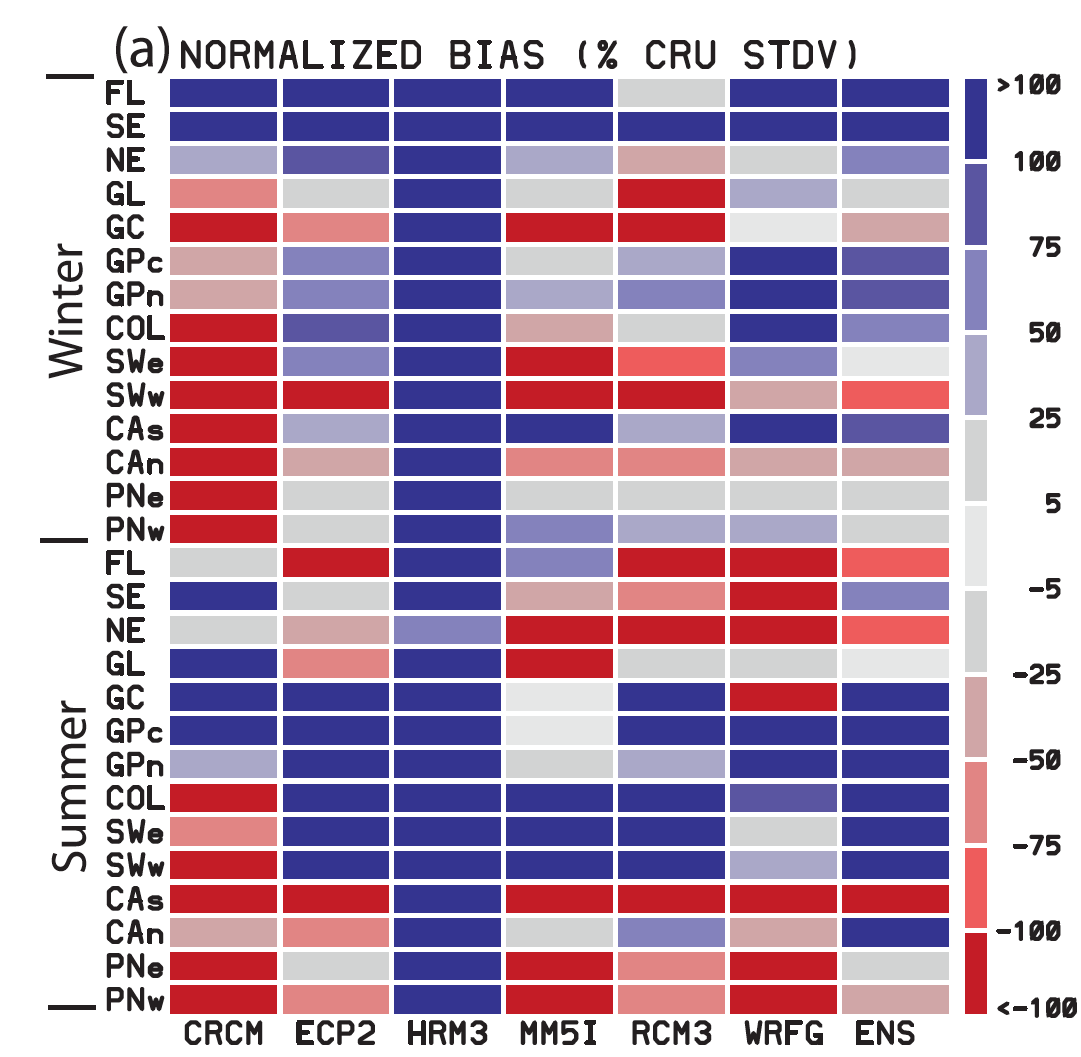 (a) NORMALIZED BIAS (% CRU STDV)
Winter
FL
SE
NE
GL
GC
GPc
GPn
COL
SWe
SWw
CAs
CAn
PNe
PNw
Summer
FL
SE
NE
GL
GC
GPc
GPn
COL
SWe
SWw
CAs
CAn
PNe
PNw
CRCM ECP2 HRM3 MM5I RCM3 WRFG ENS
>100
100
75
50
25
5
-5
-25
-50
-75
-100
<-100